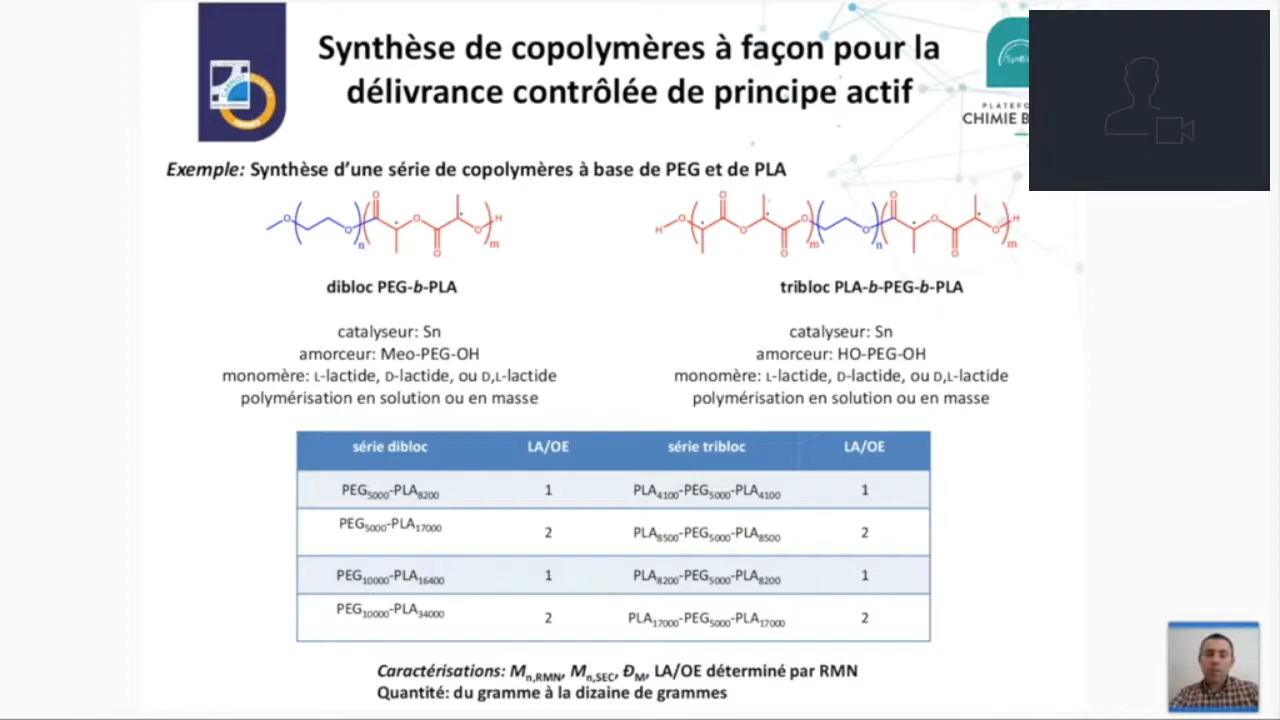 Synthèse de copolymères à façon pour la
délivrance contrôlée de principe actif
PLATEFO
CHIMIE B
Exemple: Synthèse d'une série de copolymères à base de PEG et de PLA
dibloc PEG-b-PLA
catalyseur: Sn
amorceur: Meo-PEG-OH
monomère: L-lactide, D-lactide, ou D,L-lactide
polymérisation en solution ou en masse
tribloc PLA-b-PEG-b-PLA
catalyseur: Sn
amorceur: HO-PEG-OH
monomère: L-lactide, D-lactide, ou D,L-lactide
polymérisation en solution ou en masse
série dibloc LA/OE série tribloc LA/OE
PEG5000-PLA8200 1 PLA4100-PEG5000-PLA4100 1
PEG5000-PLA17000 2 PLA8500-PEG5000-PLA8500 2
PEG10000-PLA16400 1 PLA8200-PEG5000-PLA8200 1
PEG10000-PLA34000 2 PLA17000-PEG5000-PLA17000 2
Caractérisations: Mn,RMN, Mn,SEC, ĐM, LA/OE déterminé par RMN
Quantité: du gramme à la dizaine de grammes